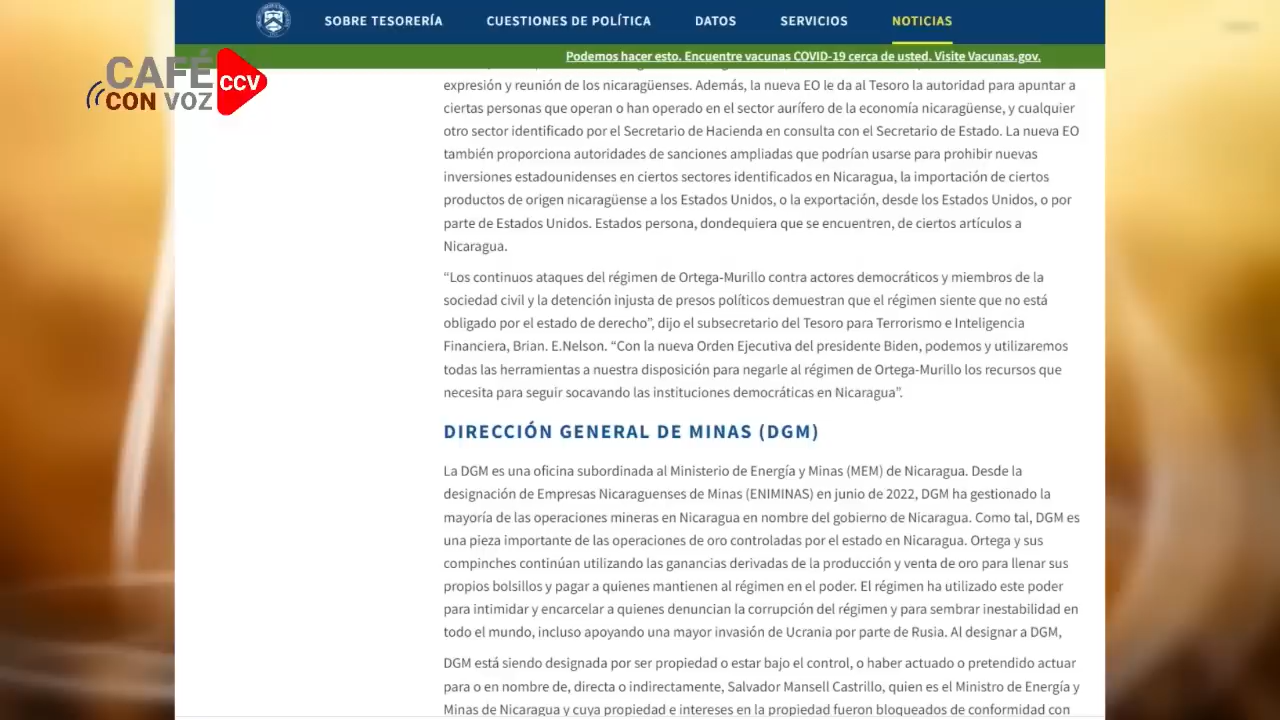 SOBRE TESORERÍA CUESTIONES DE POLÍTICA DATOS SERVICIOS NOTICIAS
Podemos hacer esto. Encuentre vacunas COVID-19 cerca de usted. Visite Vacunas.gov.
CAFÉ
CON VOZ
CCV
expresión y reunión de los nicaragüenses. Además, la nueva EO le da al Tesoro la autoridad para apuntar a
ciertas personas que operan o han operado en el sector aurífero de la economía nicaragüense, y cualquier
otro sector identificado por el Secretario de Hacienda en consulta con el Secretario de Estado. La nueva EO
también proporciona autoridades de sanciones ampliadas que podrían usarse para prohibir nuevas
inversiones estadounidenses en ciertos sectores identificados en Nicaragua, la importación de ciertos
productos de origen nicaragüense a los Estados Unidos, o la exportación, desde los Estados Unidos, o por
parte de Estados Unidos. Estados persona, dondequiera que se encuentren, de ciertos artículos a
Nicaragua.
“Los continuos ataques del régimen de Ortega-Murillo contra actores democráticos y miembros de la
sociedad civil y la detención injusta de presos políticos demuestran que el régimen siente que no está
obligado por el estado de derecho”, dijo el subsecretario del Tesoro para Terrorismo e Inteligencia
Financiera, Brian. E.Nelson. “Con la nueva Orden Ejecutiva del presidente Biden, podemos y utilizaremos
todas las herramientas a nuestra disposición para negarle al régimen de Ortega-Murillo los recursos que
necesita para seguir socavando las instituciones democráticas en Nicaragua”.
DIRECCIÓN GENERAL DE MINAS (DGM)
La DGM es una oficina subordinada al Ministerio de Energía y Minas (MEM) de Nicaragua. Desde la
designación de Empresas Nicaraguenses de Minas (ENIMINAS) en junio de 2022, DGM ha gestionado la
mayoría de las operaciones mineras en Nicaragua en nombre del gobierno de Nicaragua. Como tal, DGM es
una pieza importante de las operaciones de oro controladas por el estado en Nicaragua. Ortega y sus
compinches continúan utilizando las ganancias derivadas de la producción y venta de oro para llenar sus
propios bolsillos y pagar a quienes mantienen al régimen en el poder. El régimen ha utilizado este poder
para intimidar y encarcelar a quienes denuncian la corrupción del régimen y para sembrar inestabilidad en
todo el mundo, incluso apoyando una mayor invasión de Ucrania por parte de Rusia. Al designar a DGM,
DGM está siendo designada por ser propiedad o estar bajo el control, o haber actuado o pretendido actuar
para o en nombre de, directa o indirectamente, Salvador Mansell Castrillo, quien es el Ministro de Energía y
Minas de Nicaragua y cuya propiedad e intereses en la propiedad fueron bloqueados de conformidad con